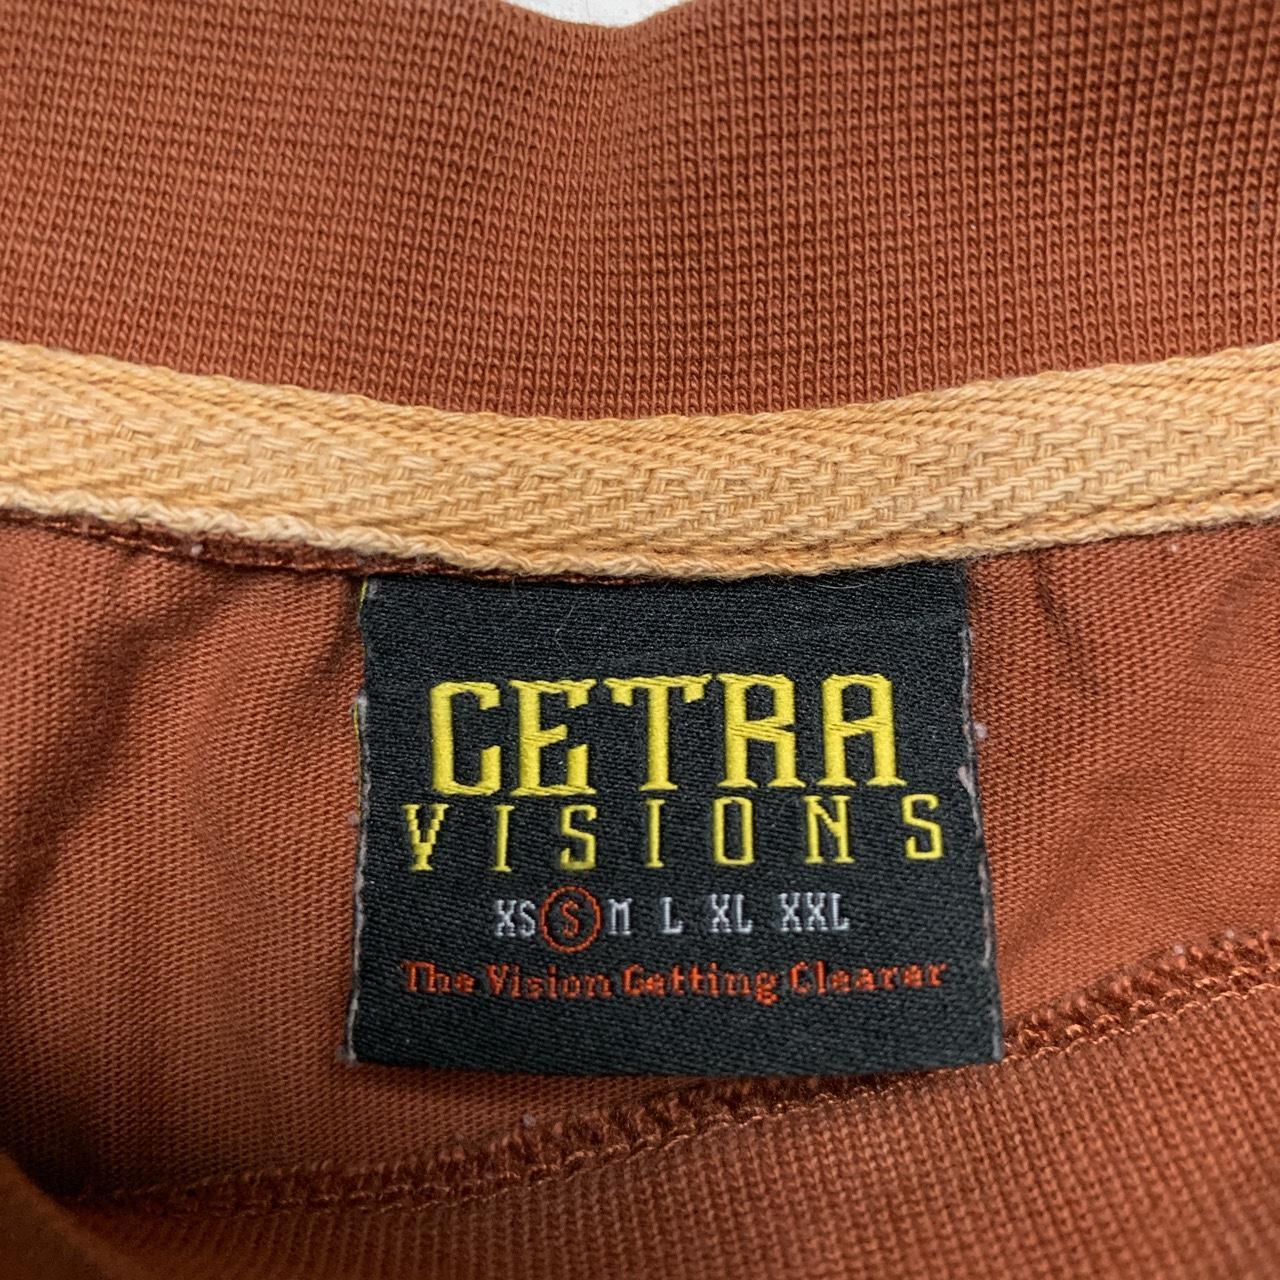 CETRA
VISIONS
XS S M L XL XXL
The Vision Getting Clearer